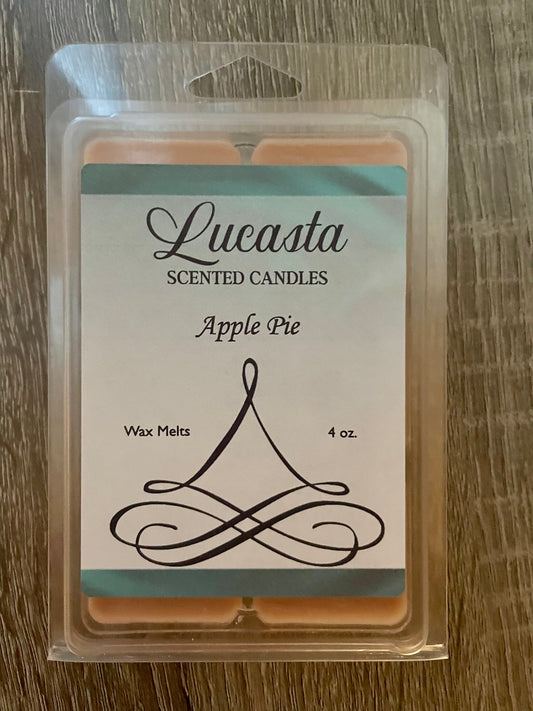 Lucasta
SCENTED CANDLES
Apple Pie
Wax Melts 4 oz.